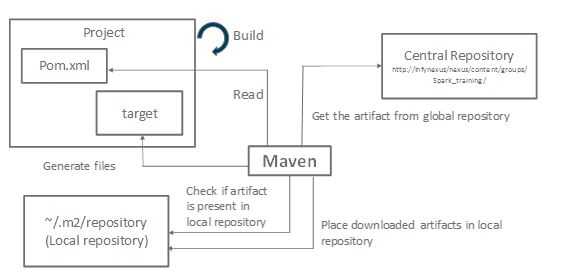 Project
Build
Pom.xml
Read
target
Central Repository
http://infynexus/nexus/content/groups/
Spark_training/
Get the artifact from global repository
Maven
Generate files
Check if artifact
is present in
local repository
~/.m2/repository
(Local repository)
Place downloaded artifacts in local
repository